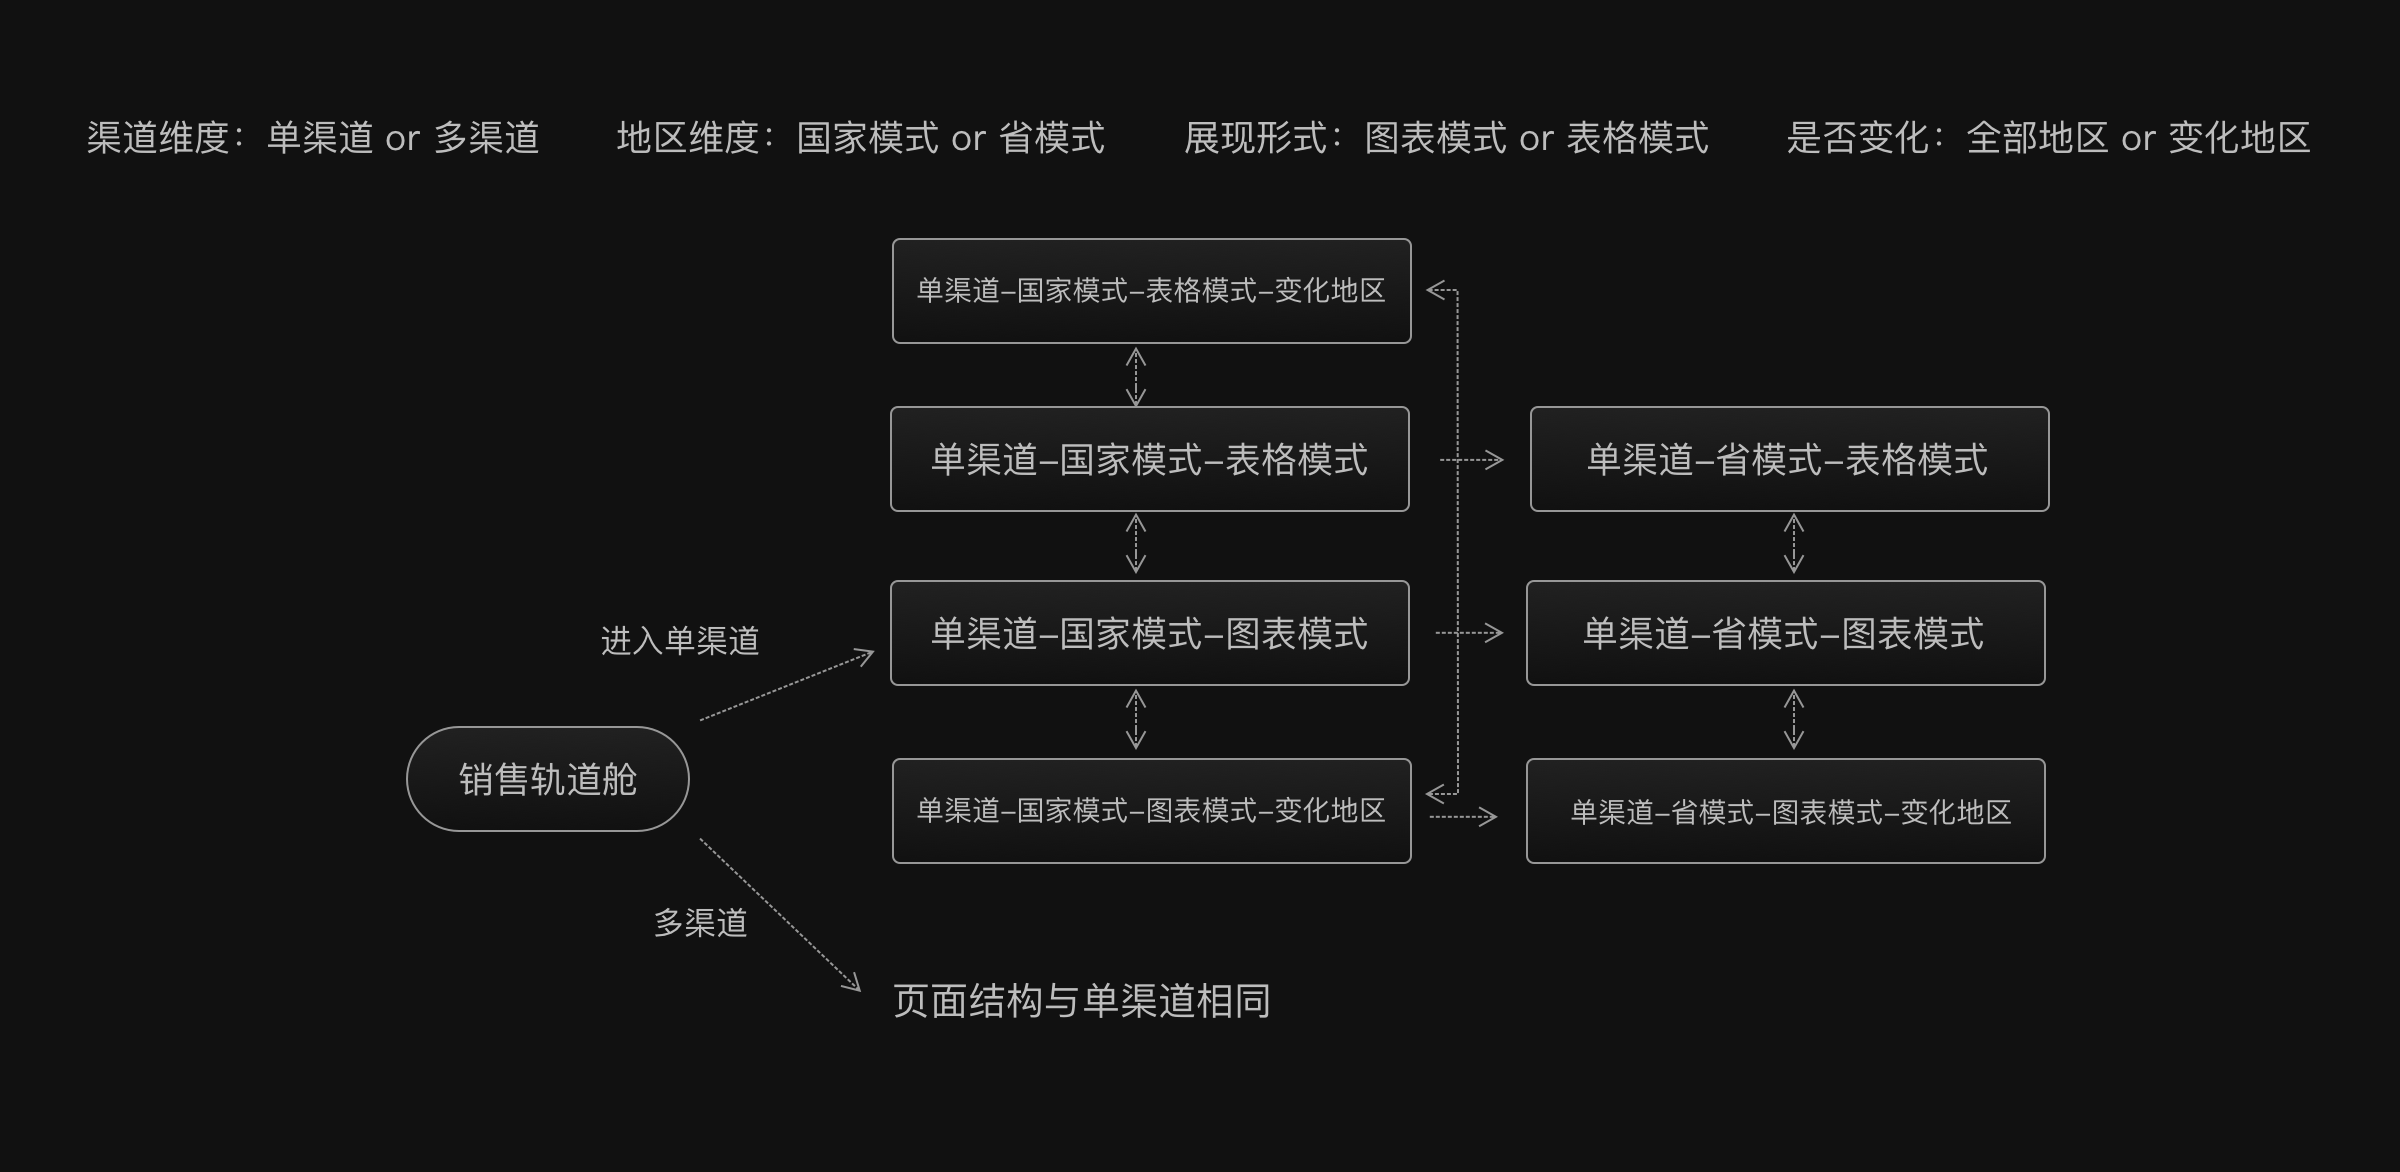 渠道维度：单渠道 or 多渠道
地区维度：国家模式 or 省模式
展现形式：图表模式 or 表格模式
是否变化：全部地区 or 变化地区
单渠道–国家模式–表格模式–变化地区
单渠道–国家模式–表格模式
单渠道–省模式–表格模式
进入单渠道
单渠道–国家模式–图表模式
单渠道–省模式–图表模式
销售轨道舱
单渠道–国家模式–图表模式–变化地区
单渠道–省模式–图表模式–变化地区
多渠道
页面结构与单渠道相同